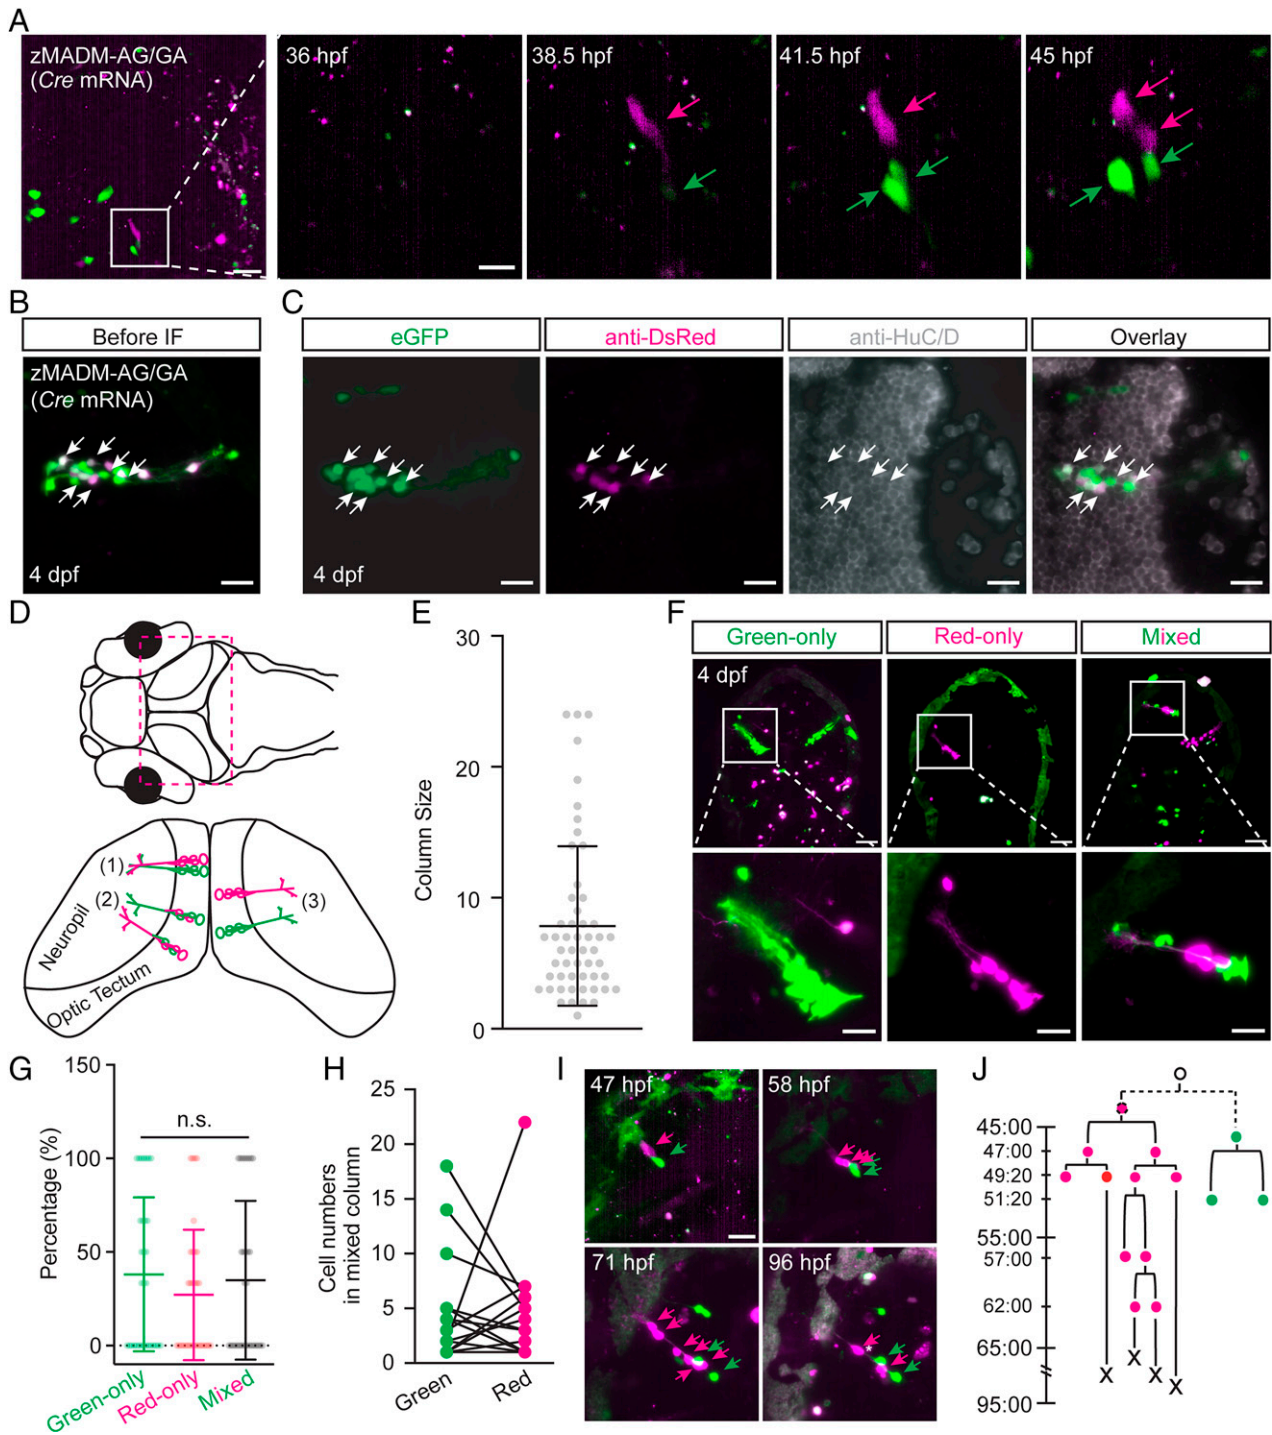 A
zMADM-AG/GA
(Cre mRNA)
36 hpf
38.5 hpf
41.5 hpf
45 hpf
B
Before IF
zMADM-AG/GA
(Cre mRNA)
4 dpf
C
eGFP
anti-DsRed
anti-HuC/D
Overlay
4 dpf
D
(1)
(2)
(3)
Neuropil
Optic Tectum
E
Column Size
30
20
10
0
F
Green-only
Red-only
Mixed
4 dpf
G
Percentage (%)
150
100
50
0
n.s.
Green-only
Red-only
Mixed
H
Cell numbers
in mixed column
25
20
15
10
5
0
Green
Red
I
47 hpf
58 hpf
71 hpf
96 hpf
*
J
45:00
47:00
49:20
51:20
55:00
57:00
62:00
65:00
95:00
X
X
X
X